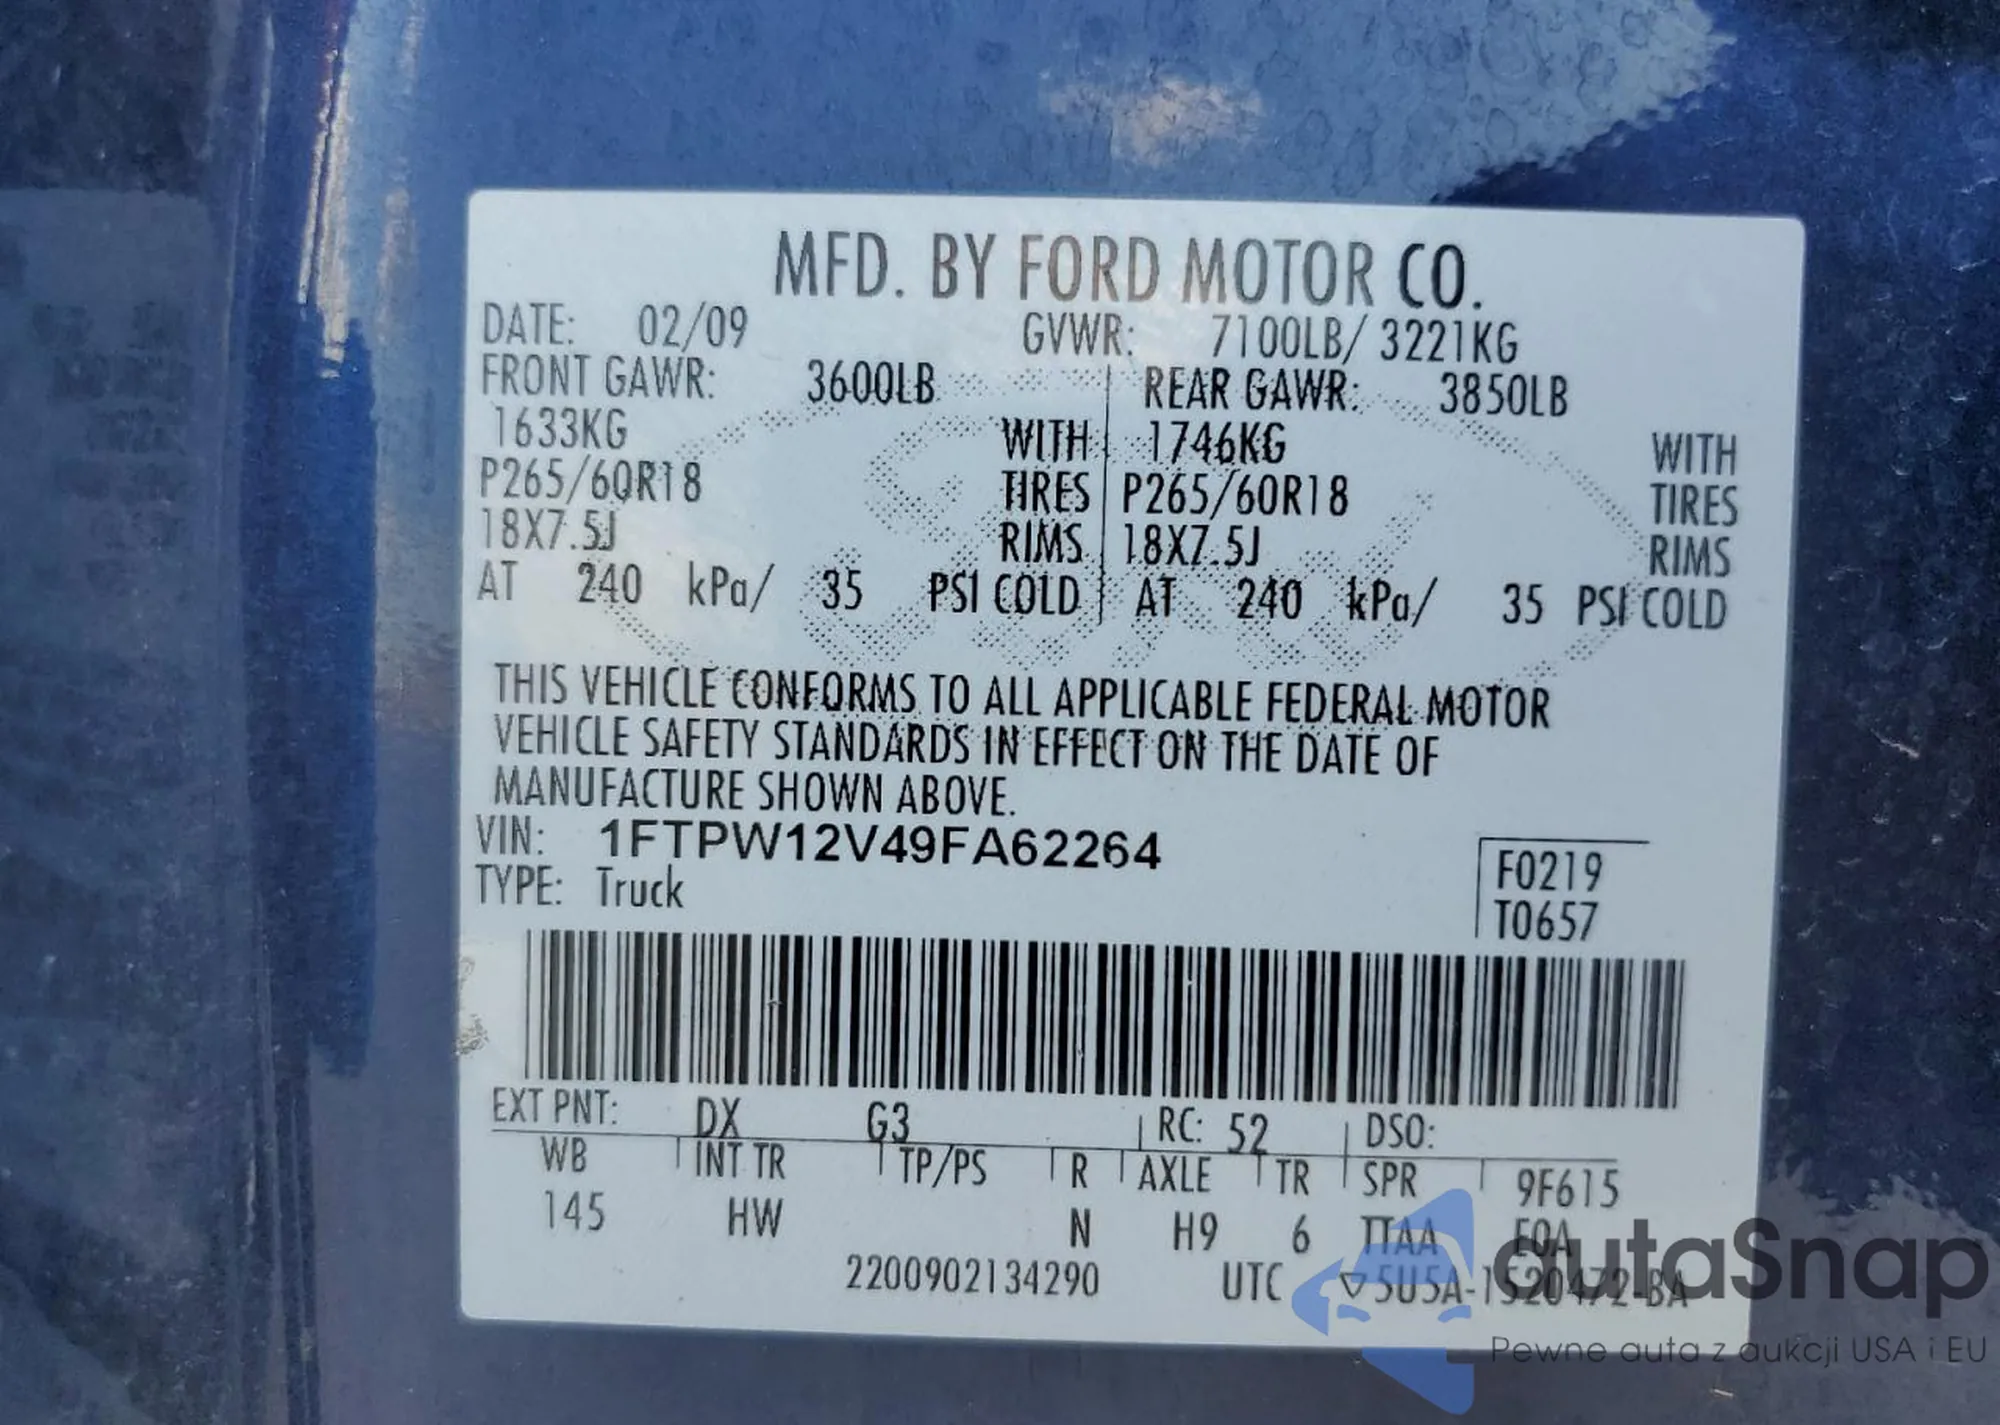 MFD. BY FORD MOTOR CO.
DATE: 02/09 GVWR: 7100LB/ 3221KG
FRONT GAWR: 3600LB REAR GAWR: 3850LB
1633KG WITH 1746KG WITH
P265/60R18 TIRES P265/60R18 TIRES
18X7.5J RIMS 18X7.5J RIMS
AT 240 kPa/ 35 PSI COLD AT 240 kPa/ 35 PSI COLD
THIS VEHICLE CONFORMS TO ALL APPLICABLE FEDERAL MOTOR
VEHICLE SAFETY STANDARDS IN EFFECT ON THE DATE OF
MANUFACTURE SHOWN ABOVE.
VIN: 1FTPW12V49FA62264
TYPE: Truck
F0219
T0657
EXT PNT: DX G3 RC: 52 DSO:
WB INT TR TP/PS R AXLE TR SPR 9F615
145 HW N H9 6 TTAA E0A
2200902134290 UTC ▽5U5A-1520472-BA
autaSnap
Pewne auta z aukcji USA i EU